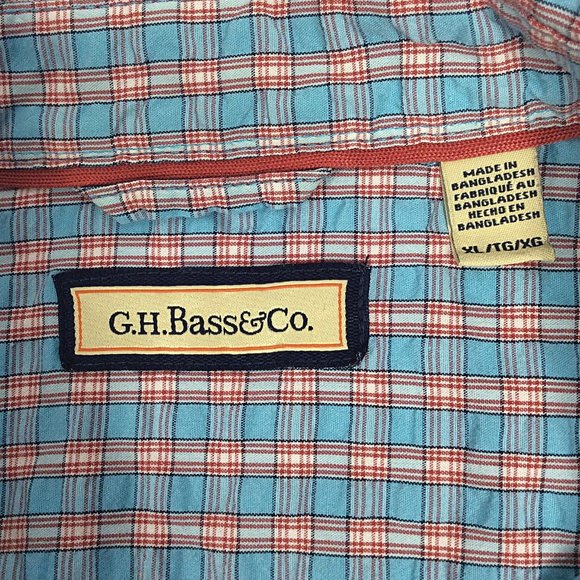 MADE IN
BANGLADESH
FABRIQUÉ AU
BANGLADESH
HECHO EN
BANGLADESH
XL/TG/XG
G.H.Bass&Co.